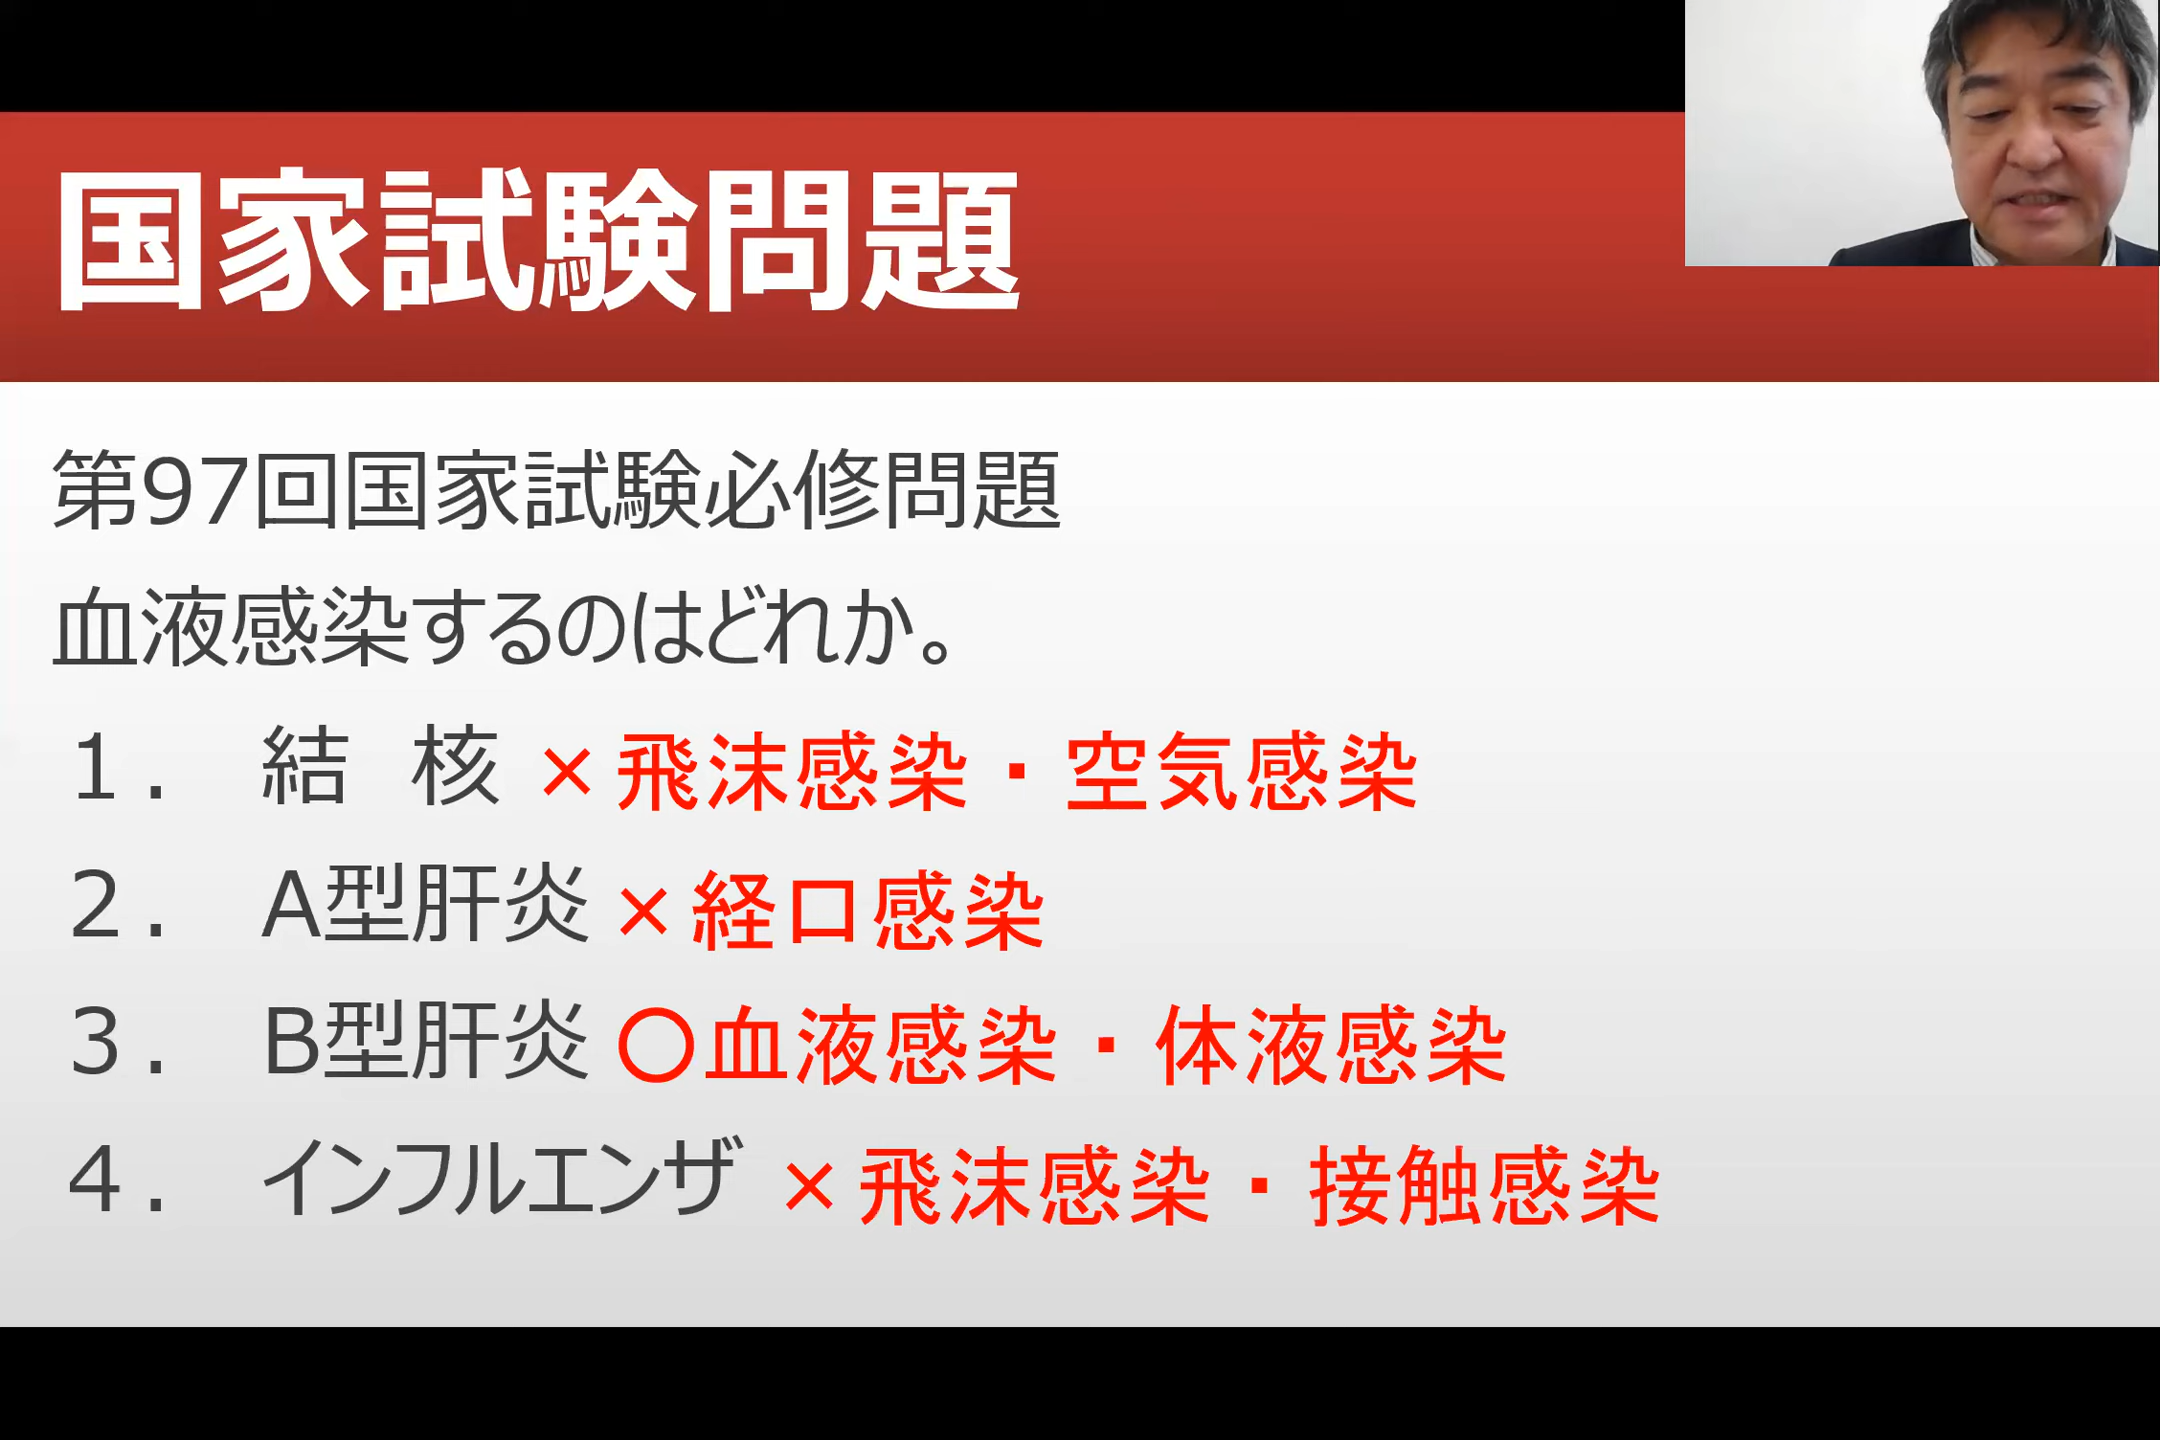 国家試験問題
第97回国家試験必修問題
血液感染するのはどれか。
１． 結 核 ×飛沫感染・空気感染
２． A型肝炎 ×経口感染
３． B型肝炎 〇血液感染・体液感染
４． インフルエンザ ×飛沫感染・接触感染